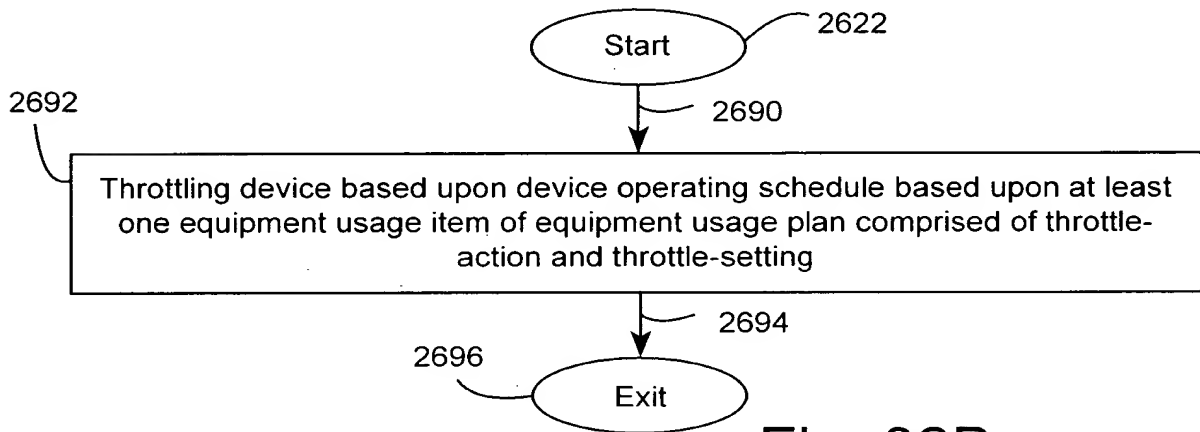 Start
2622
2690
2692
Throttling device based upon device operating schedule based upon at least
one equipment usage item of equipment usage plan comprised of throttle-
action and throttle-setting
2694
2696
Exit